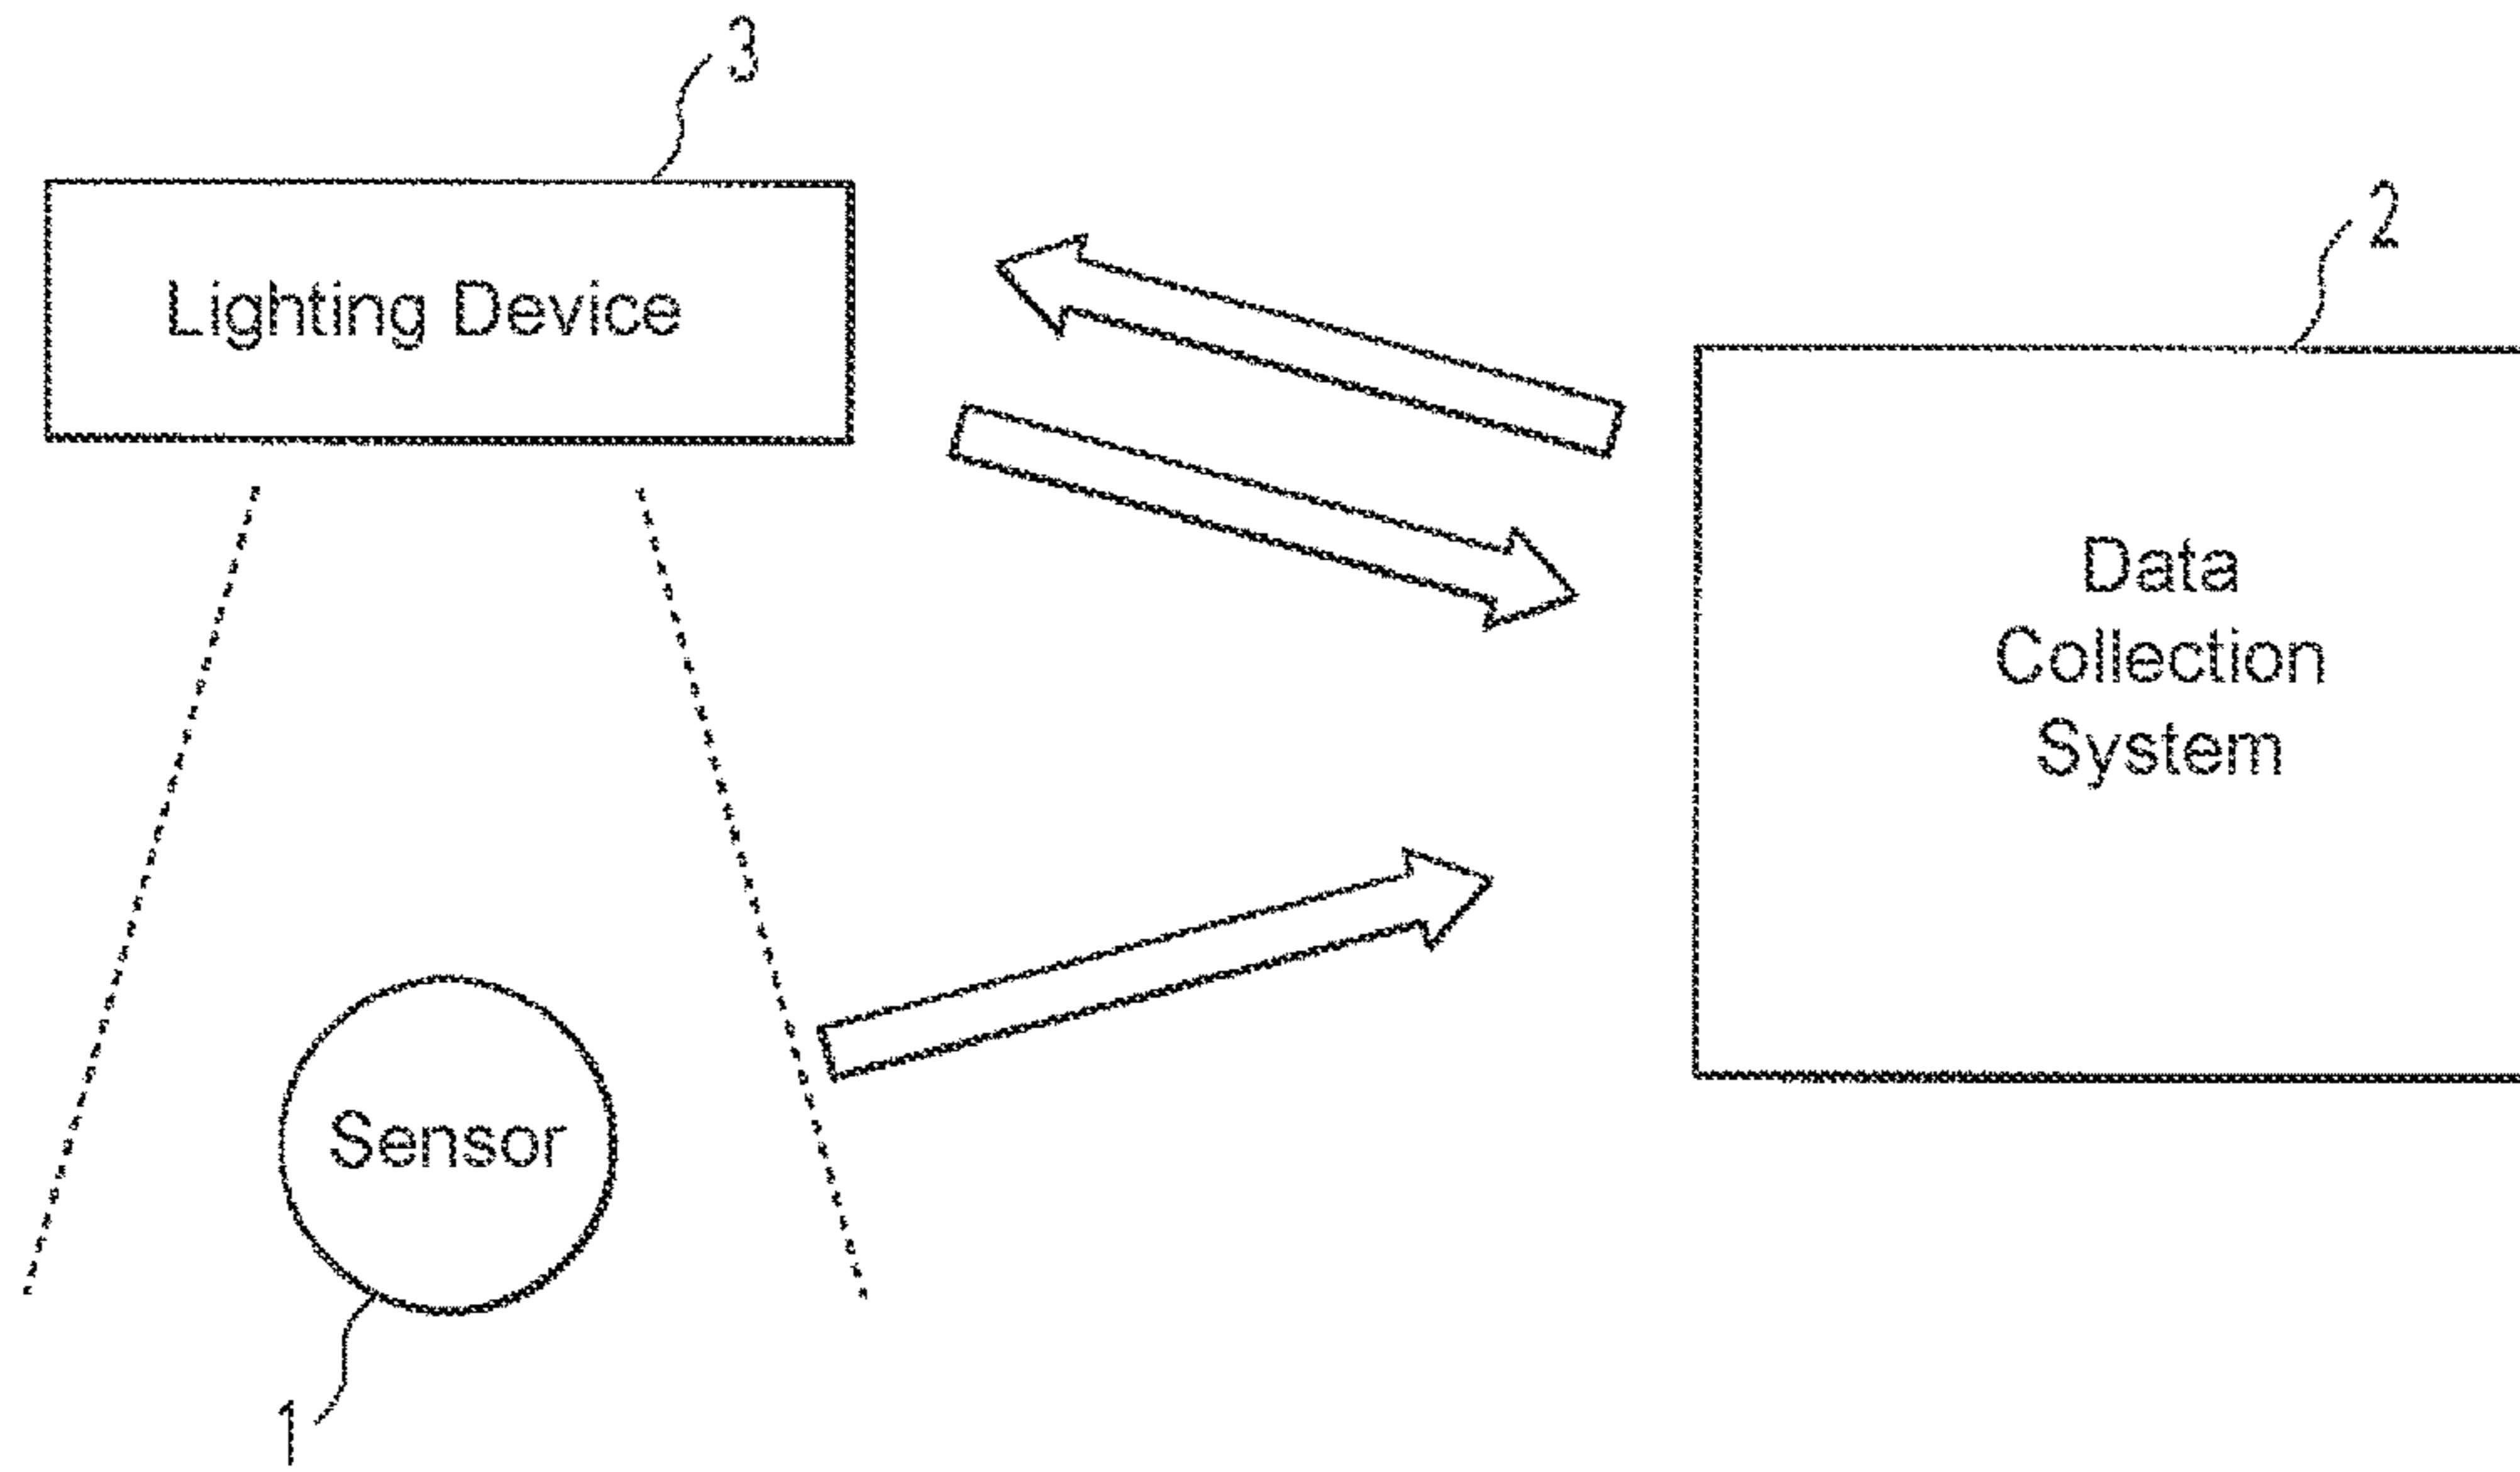 3
2
Lighting Device
Data
Collection
System
Sensor
1